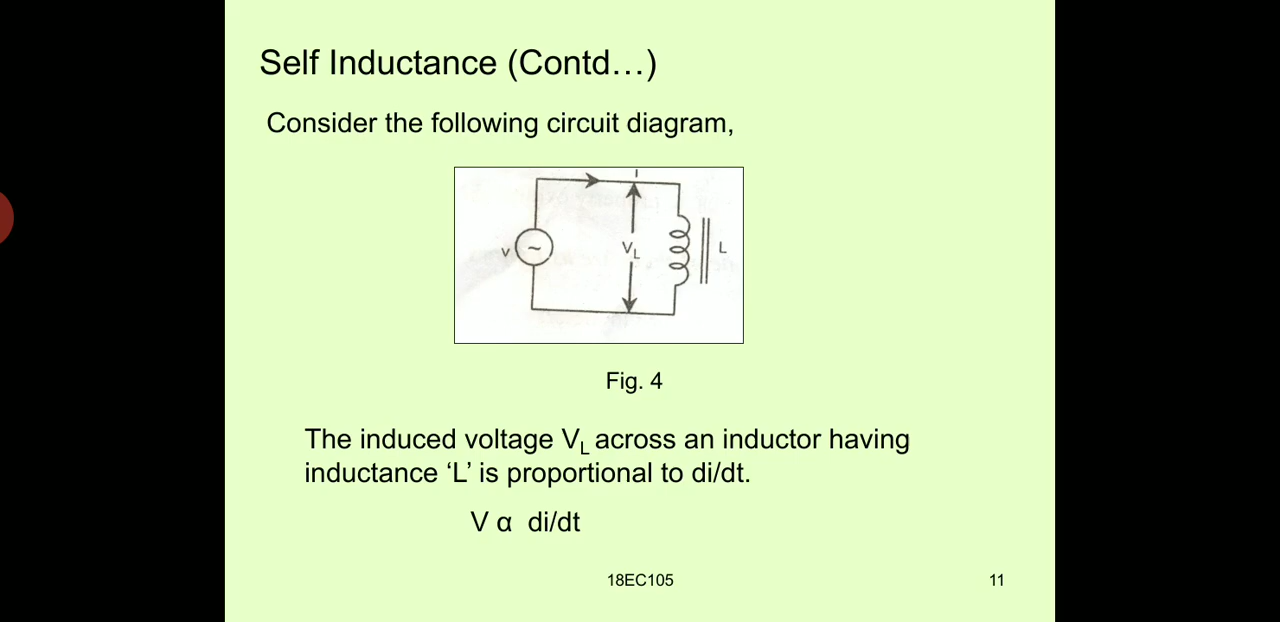 Self Inductance (Contd…)
Consider the following circuit diagram,
v ~ VL L
Fig. 4
The induced voltage VL across an inductor having
inductance ‘L’ is proportional to di/dt.
V α di/dt
18EC105 11